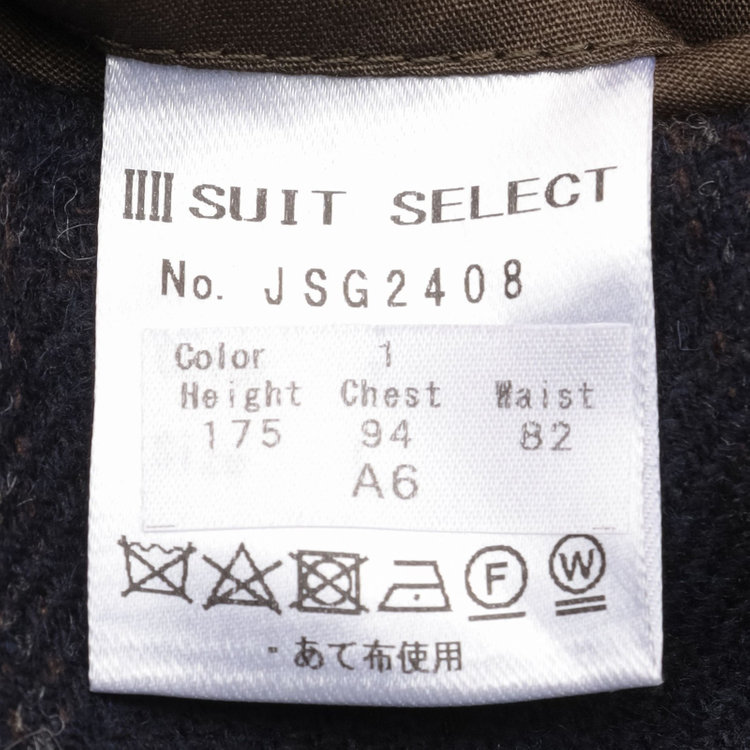 SUIT SELECT
No. JSG2408
Color 1
Height Chest Waist
175 94 82
A6
F W
・あて布使用